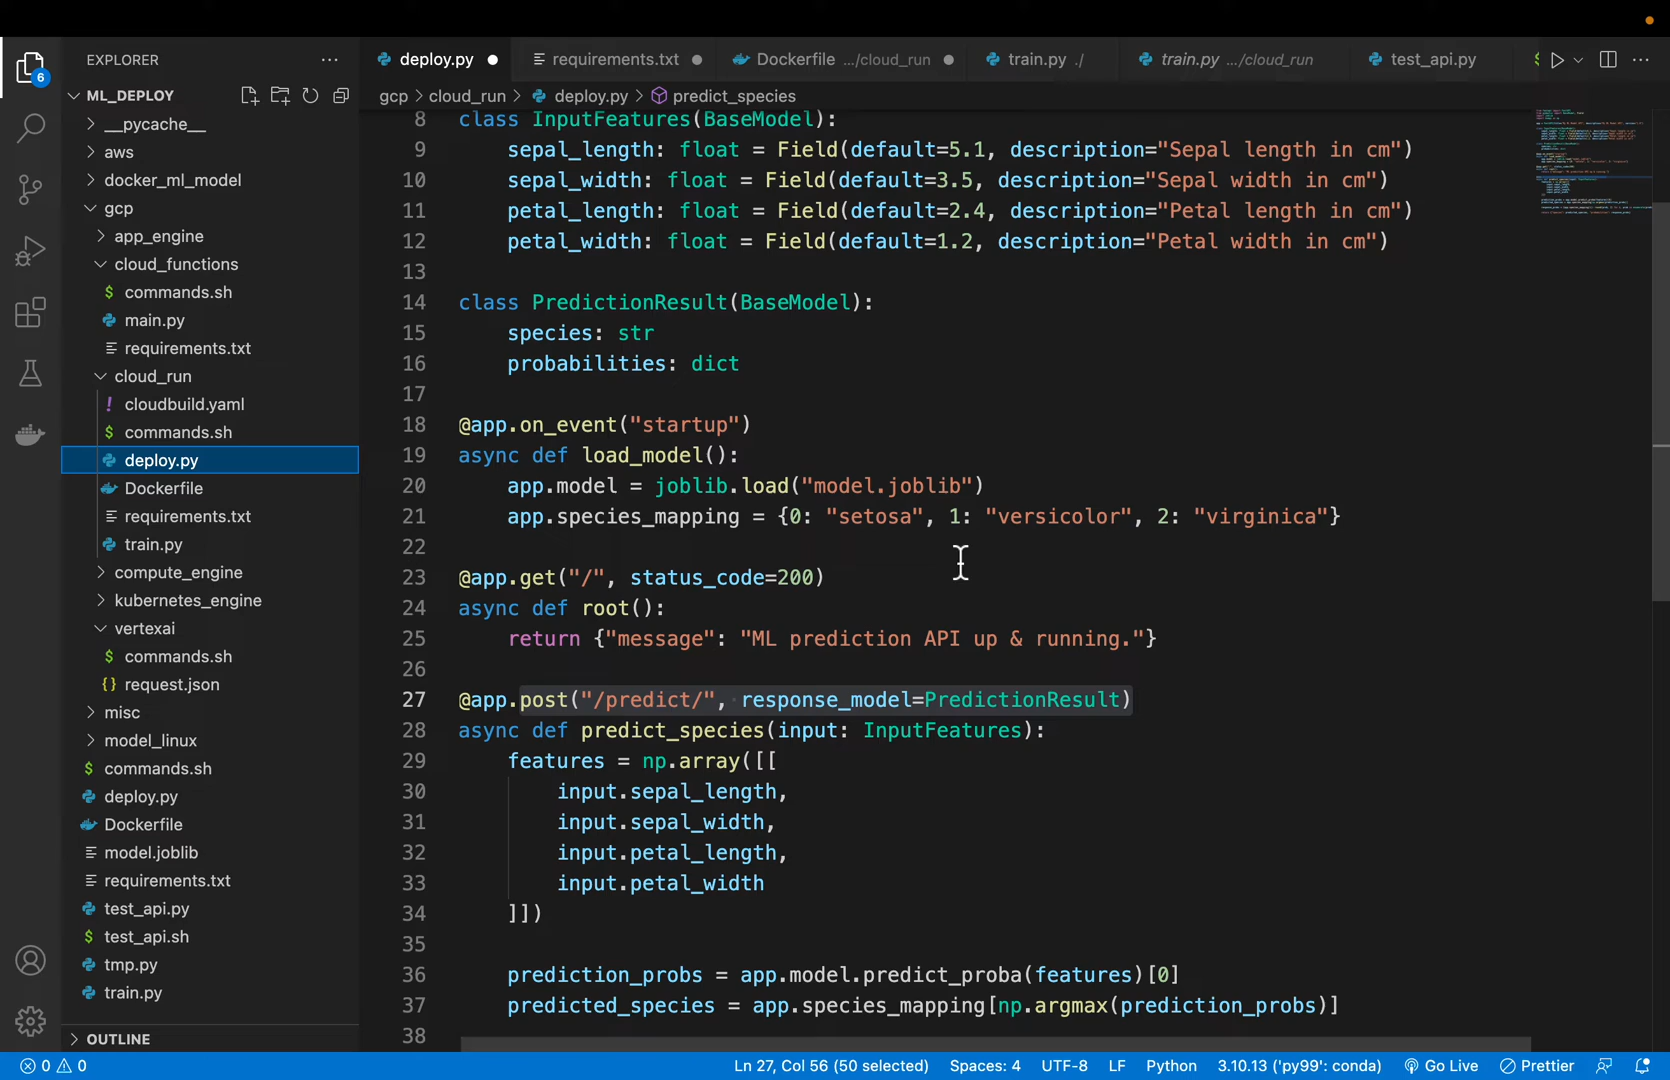 EXPLORER ···
deploy.py requirements.txt Dockerfile .../cloud_run train.py ./ train.py .../cloud_run test_api.py $ ···
6
ML_DEPLOY
gcp > cloud_run > deploy.py > predict_species
__pycache__
aws
docker_ml_model
gcp
app_engine
cloud_functions
$ commands.sh
main.py
requirements.txt
cloud_run
! cloudbuild.yaml
$ commands.sh
deploy.py
Dockerfile
requirements.txt
train.py
compute_engine
kubernetes_engine
vertexai
$ commands.sh
{} request.json
misc
model_linux
$ commands.sh
deploy.py
Dockerfile
model.joblib
requirements.txt
test_api.py
$ test_api.sh
tmp.py
train.py
OUTLINE
8 class InputFeatures(BaseModel):
9 sepal_length: float = Field(default=5.1, description="Sepal length in cm")
10 sepal_width: float = Field(default=3.5, description="Sepal width in cm")
11 petal_length: float = Field(default=2.4, description="Petal length in cm")
12 petal_width: float = Field(default=1.2, description="Petal width in cm")
13
14 class PredictionResult(BaseModel):
15 species: str
16 probabilities: dict
17
18 @app.on_event("startup")
19 async def load_model():
20 app.model = joblib.load("model.joblib")
21 app.species_mapping = {0: "setosa", 1: "versicolor", 2: "virginica"}
22
23 @app.get("/", status_code=200)
24 async def root():
25 return {"message": "ML prediction API up & running."}
26
27 @app.post("/predict/", response_model=PredictionResult)
28 async def predict_species(input: InputFeatures):
29 features = np.array([[
30 input.sepal_length,
31 input.sepal_width,
32 input.petal_length,
33 input.petal_width
34 ]])
35
36 prediction_probs = app.model.predict_proba(features)[0]
37 predicted_species = app.species_mapping[np.argmax(prediction_probs)]
38
0 0 Ln 27, Col 56 (50 selected) Spaces: 4 UTF-8 LF Python 3.10.13 ('py99': conda) Go Live Prettier